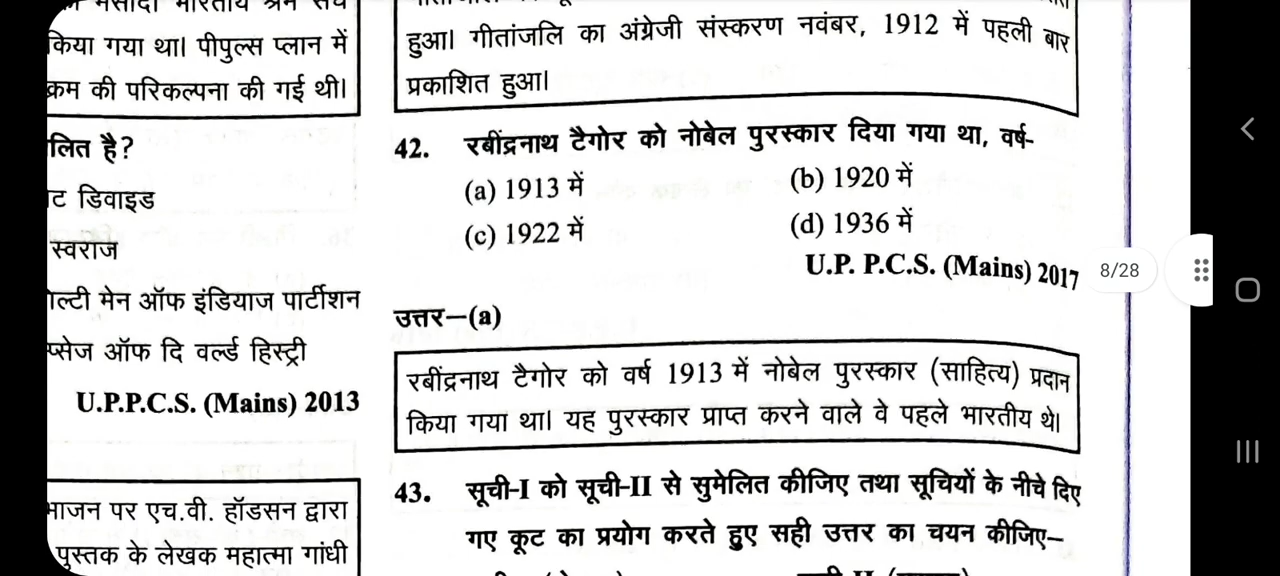 किया गया था। पीपुल्स प्लान में
क्रम की परिकल्पना की गई थी।
लित है?
ट डिवाइड
स्वराज
ल्टी मेन ऑफ इंडियाज पार्टीशन
प्सेज ऑफ दि वर्ल्ड हिस्ट्री
U.P.P.C.S. (Mains) 2013
भाजन पर एच.वी. हॉडसन द्वारा
पुस्तक के लेखक महात्मा गांधी
हुआ। गीतांजलि का अंग्रेजी संस्करण नवंबर, 1912 में पहली बार
प्रकाशित हुआ।
42. रबींद्रनाथ टैगोर को नोबेल पुरस्कार दिया गया था, वर्ष-
(a) 1913 में (b) 1920 में
(c) 1922 में (d) 1936 में
U.P. P.C.S. (Mains) 2017
उत्तर—(a)
रबींद्रनाथ टैगोर को वर्ष 1913 में नोबेल पुरस्कार (साहित्य) प्रदान
किया गया था। यह पुरस्कार प्राप्त करने वाले वे पहले भारतीय थे।
43. सूची-I को सूची-II से सुमेलित कीजिए तथा सूचियों के नीचे दिए
गए कूट का प्रयोग करते हुए सही उत्तर का चयन कीजिए—
8/28